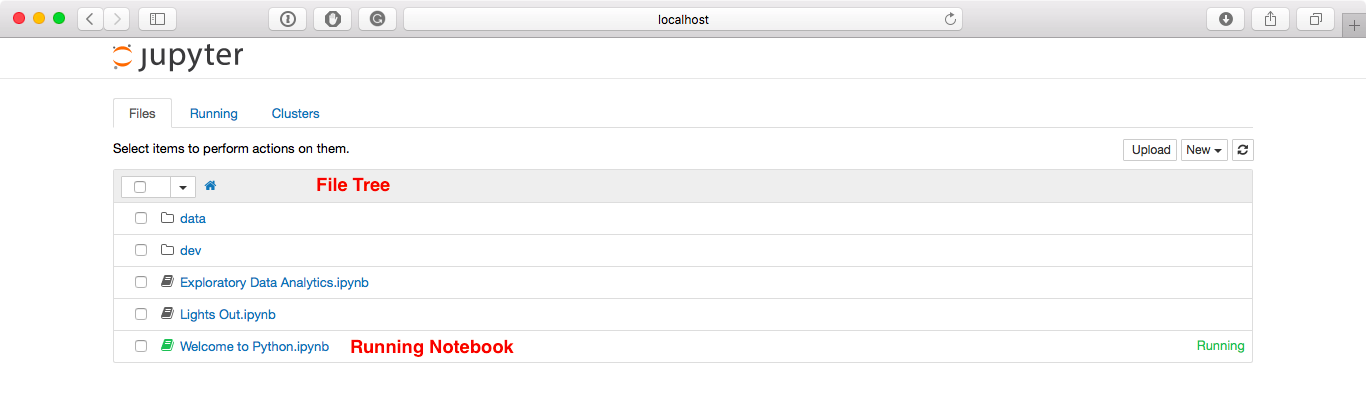 localhost
jupyter
Files Running Clusters
Select items to perform actions on them.
Upload New
File Tree
data
dev
Exploratory Data Analytics.ipynb
Lights Out.ipynb
Welcome to Python.ipynb Running Notebook Running